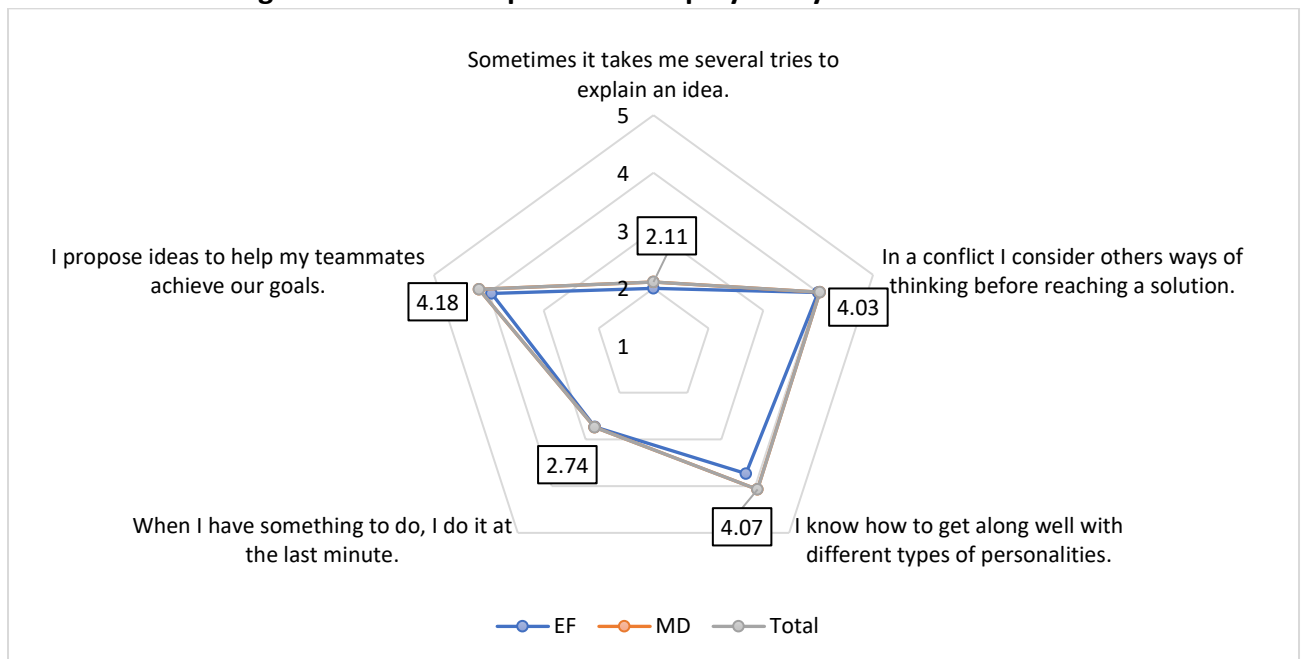 Sometimes it takes me several tries to
explain an idea.
5
4
3
2.11
2
1
I propose ideas to help my teammates
achieve our goals.
4.18
In a conflict I consider others ways of
thinking before reaching a solution.
4.03
2.74
When I have something to do, I do it at
the last minute.
4.07
I know how to get along well with
different types of personalities.
EF MD Total